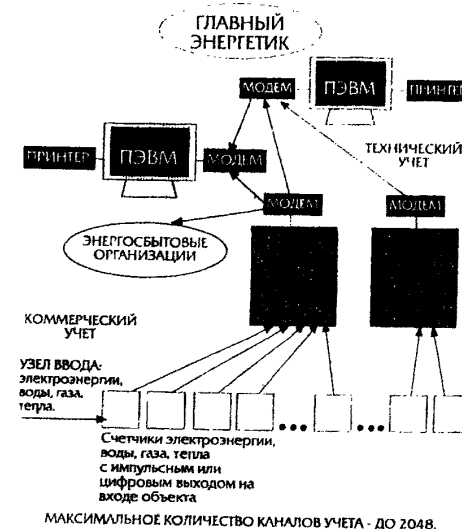 ГЛАВНЫЙ
ЭНЕРГЕТИК
МОДЕМ
ПЭВМ
ПРИНТЕР
ТЕХНИЧЕСКИЙ
УЧЕТ
ПРИНТЕР
ПЭВМ
МОДЕМ
МОДЕМ
МОДЕМ
ЭНЕРГОСБЫТОВЫЕ
ОРГАНИЗАЦИИ
КОММЕРЧЕСКИЙ
УЧЕТ
УЗЕЛ ВВОДА:
электроэнергии,
воды, газа,
тепла.
Счетчики электроэнергии,
воды, газа, тепла
с импульсным или
цифровым выходом на
входе объекта
МАКСИМАЛЬНОЕ КОЛИЧЕСТВО КАНАЛОВ УЧЕТА - ДО 2048.